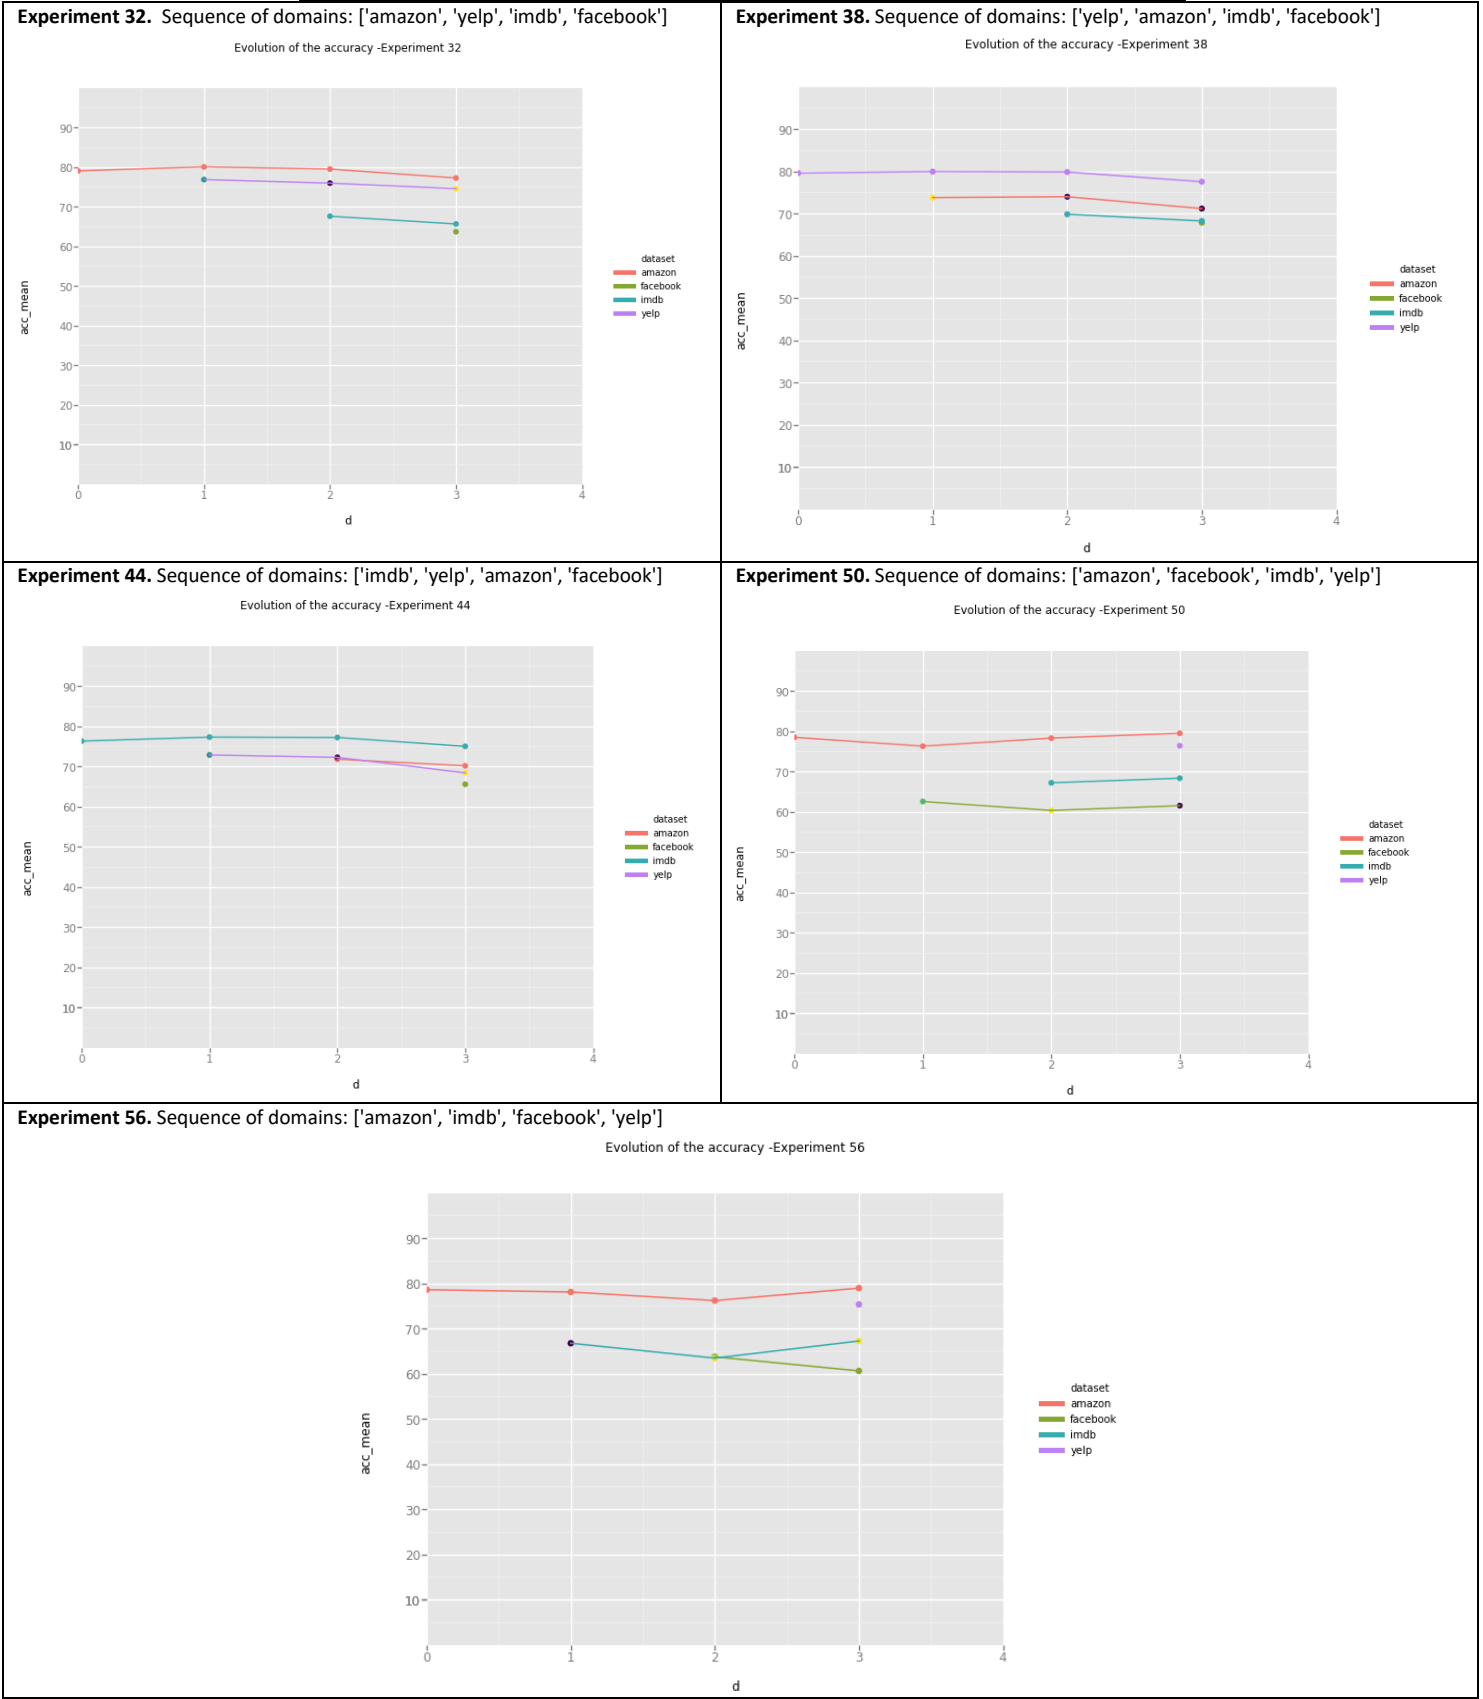 Experiment 32. Sequence of domains: ['amazon', 'yelp', 'imdb', 'facebook']
Evolution of the accuracy -Experiment 32
90
80
70
60
50
40
30
20
10
0 1 2 3 4
acc_mean
d
dataset
amazon
facebook
imdb
yelp
Experiment 38. Sequence of domains: ['yelp', 'amazon', 'imdb', 'facebook']
Evolution of the accuracy -Experiment 38
90
80
70
60
50
40
30
20
10
0 1 2 3 4
acc_mean
d
dataset
amazon
facebook
imdb
yelp
Experiment 44. Sequence of domains: ['imdb', 'yelp', 'amazon', 'facebook']
Evolution of the accuracy -Experiment 44
90
80
70
60
50
40
30
20
10
0 1 2 3 4
acc_mean
d
dataset
amazon
facebook
imdb
yelp
Experiment 50. Sequence of domains: ['amazon', 'facebook', 'imdb', 'yelp']
Evolution of the accuracy -Experiment 50
90
80
70
60
50
40
30
20
10
0 1 2 3 4
acc_mean
d
dataset
amazon
facebook
imdb
yelp
Experiment 56. Sequence of domains: ['amazon', 'imdb', 'facebook', 'yelp']
Evolution of the accuracy -Experiment 56
90
80
70
60
50
40
30
20
10
0 1 2 3 4
acc_mean
d
dataset
amazon
facebook
imdb
yelp